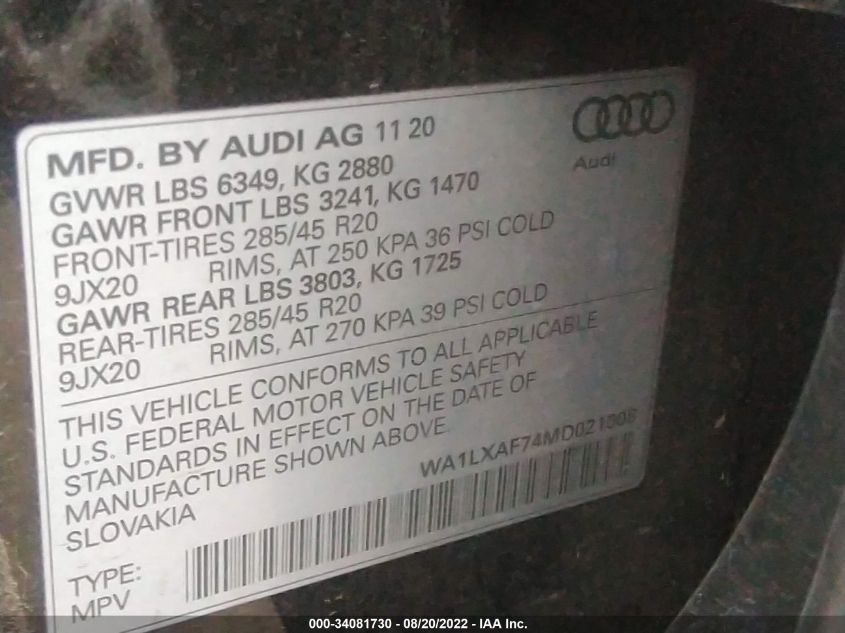 MFD. BY AUDI AG 11 20
Audi
GVWR LBS 6349, KG 2880
GAWR FRONT LBS 3241, KG 1470
FRONT-TIRES 285/45 R20
9JX20 RIMS, AT 250 KPA 36 PSI COLD
GAWR REAR LBS 3803, KG 1725
REAR-TIRES 285/45 R20
9JX20 RIMS, AT 270 KPA 39 PSI COLD
THIS VEHICLE CONFORMS TO ALL APPLICABLE
U.S. FEDERAL MOTOR VEHICLE SAFETY
STANDARDS IN EFFECT ON THE DATE OF
MANUFACTURE SHOWN ABOVE.
SLOVAKIA
TYPE:
MPV
000-34081730 - 08/20/2022 - IAA Inc.